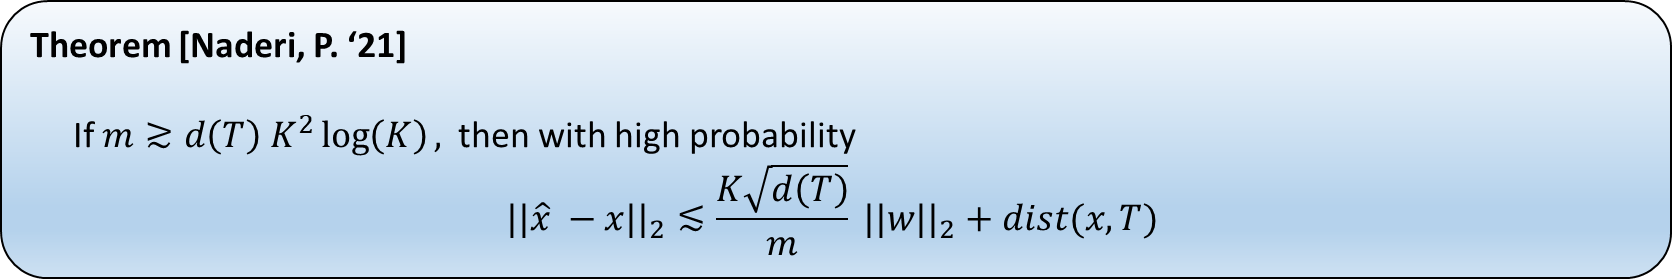 Theorem [Naderi, P. ‘21]
If m ≳ d(T) K² log(K) , then with high probability
||x̂ − x||₂ ≲ K√d(T) / m ||w||₂ + dist(x, T)